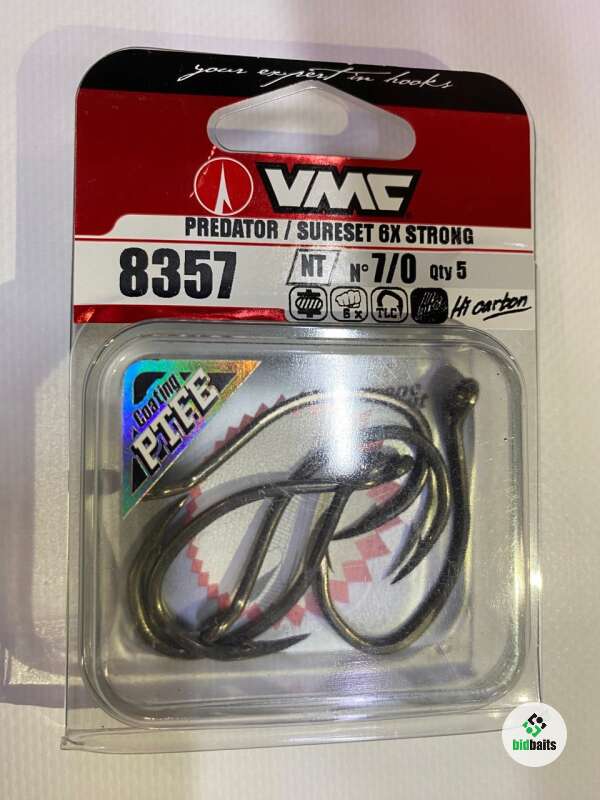 your expert in hooks
VMC
PREDATOR / SURESET 6X STRONG
8357 NT N° 7/0 Qty 5
6 x TLC Hi carbon
Coating
PTFE
bidbaits